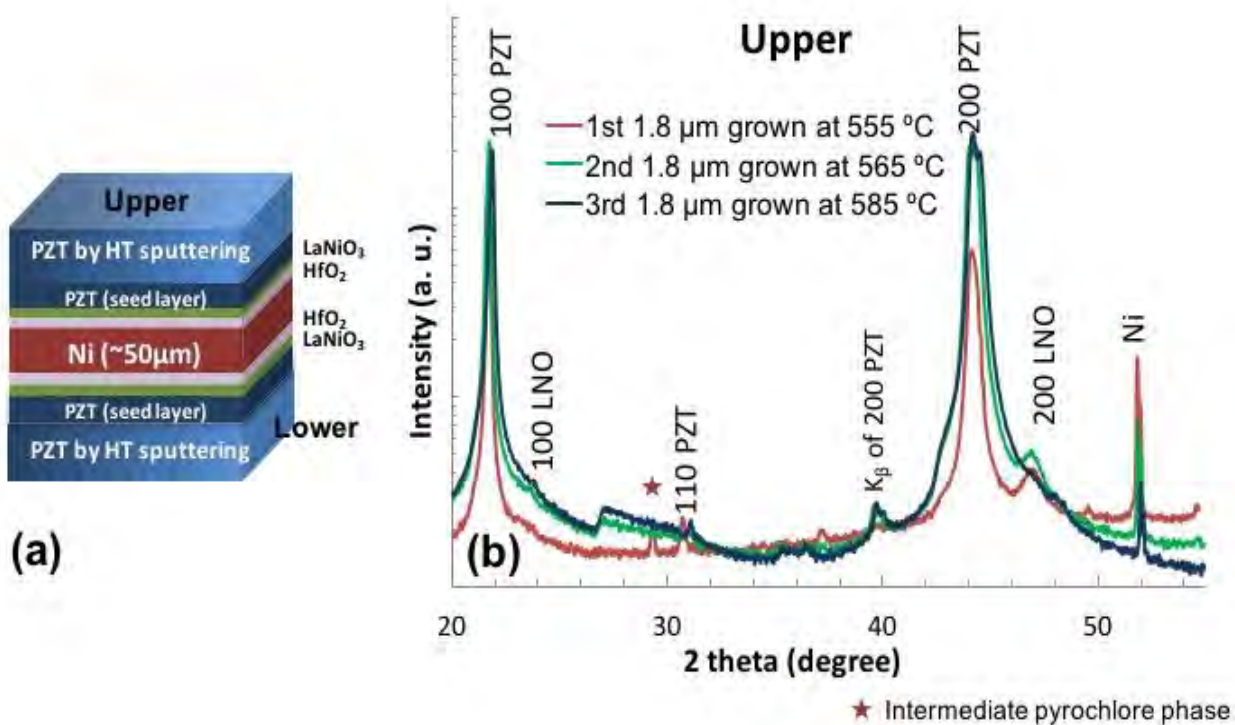 Upper
PZT by HT sputtering
PZT (seed layer)
LaNiO₃
HfO₂
Ni (~50μm)
HfO₂
LaNiO₃
PZT (seed layer)
PZT by HT sputtering
Lower
(a)
Upper
1st 1.8 μm grown at 555 ºC
2nd 1.8 μm grown at 565 ºC
3rd 1.8 μm grown at 585 ºC
100 PZT
100 LNO
★
110 PZT
Kβ of 200 PZT
200 PZT
200 LNO
Ni
Intensity (a. u.)
(b)
20
30
40
50
2 theta (degree)
★ Intermediate pyrochlore phase